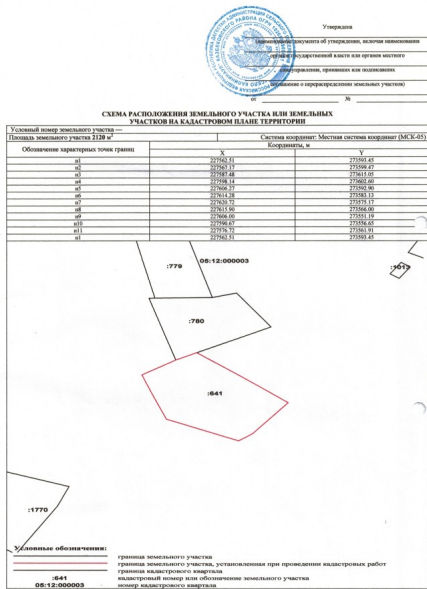 Утверждена
(наименование документа об утверждении, включая наименования
органов государственной власти или органов местного
самоуправления, принявших или подписавших
соглашение о перераспределении земельных участков)
от № 
СХЕМА РАСПОЛОЖЕНИЯ ЗЕМЕЛЬНОГО УЧАСТКА ИЛИ ЗЕМЕЛЬНЫХ
УЧАСТКОВ НА КАДАСТРОВОМ ПЛАНЕ ТЕРРИТОРИИ
Условный номер земельного участка —
Площадь земельного участка 2120 м² Система координат: Местная система координат (МСК-05)
Обозначение характерных точек границ Координаты, м
X Y
н1 227562.51 273593.45
н2 227567.17 273599.47
н3 227587.48 273615.05
н4 227598.14 273602.60
н5 227606.27 273592.90
н6 227614.28 273583.13
н7 227620.72 273575.17
н8 227615.90 273566.00
н9 227606.00 273551.19
н10 227590.67 273556.65
н11 227576.72 273561.91
н1 227562.51 273593.45
:779
05:12:000003
:1013
:780
:641
:1770
Условные обозначения:
граница земельного участка
граница земельного участка, установленная при проведении кадастровых работ
граница кадастрового квартала
:641 кадастровый номер или обозначение земельного участка
05:12:000003 номер кадастрового квартала